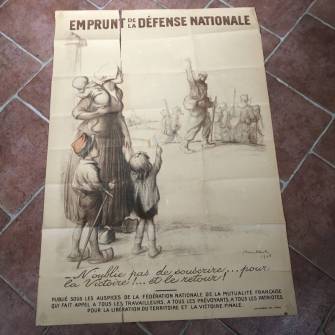 EMPRUNT DE LA DÉFENSE NATIONALE
_N'oublie pas de souscrire... pour
la Victoire!... et le retour!
PUBLIÉ SOUS LES AUSPICES DE LA FÉDÉRATION NATIONALE DE LA MUTUALITÉ FRANÇAISE
QUI FAIT APPEL A TOUS LES TRAVAILLEURS, A TOUS LES PRÉVOYANTS, A TOUS LES PATRIOTES
POUR LA LIBÉRATION DU TERRITOIRE ET LA VICTOIRE FINALE.